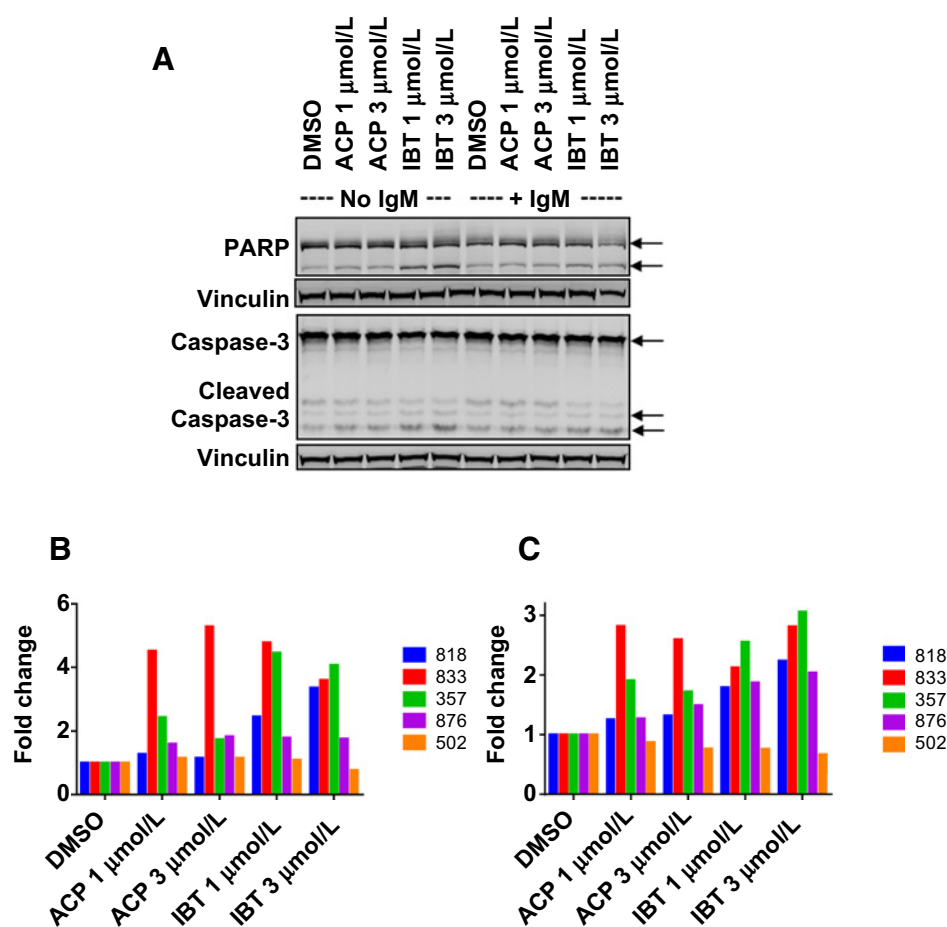 A
DMSO
ACP 1 μmol/L
ACP 3 μmol/L
IBT 1 μmol/L
IBT 3 μmol/L
DMSO
ACP 1 μmol/L
ACP 3 μmol/L
IBT 1 μmol/L
IBT 3 μmol/L
---- No IgM --- ---- + IgM -----
PARP
Vinculin
Caspase-3
Cleaved
Caspase-3
Vinculin
B
Fold change
6
4
2
0
DMSO
ACP 1 μmol/L
ACP 3 μmol/L
IBT 1 μmol/L
IBT 3 μmol/L
818
833
357
876
502
C
Fold change
3
2
1
0
DMSO
ACP 1 μmol/L
ACP 3 μmol/L
IBT 1 μmol/L
IBT 3 μmol/L
818
833
357
876
502